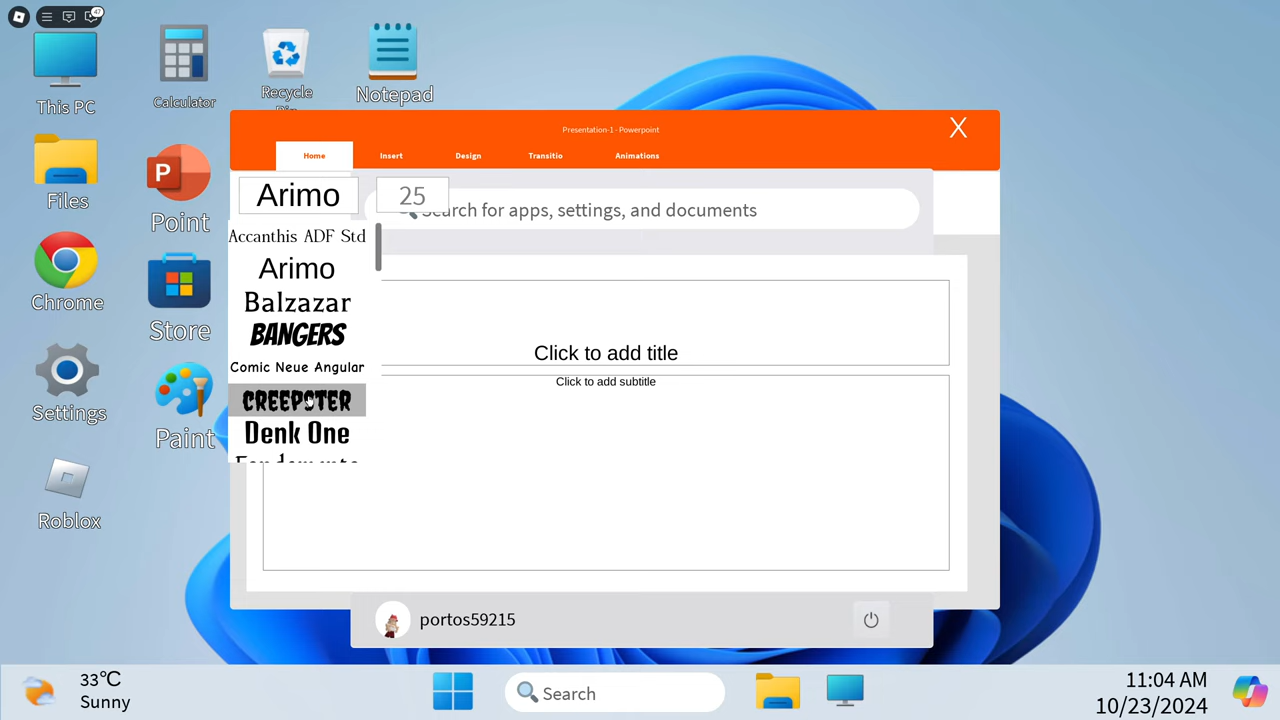 47
This PC
Calculator
Recycle
Notepad
Presentation-1 - Powerpoint
X
Home
Insert
Design
Transitio
Animations
Arimo
25
Search for apps, settings, and documents
Accanthis ADF Std
Arimo
Balzazar
BANGERS
Comic Neue Angular
CREEPSTER
Denk One
Files
P
Point
Chrome
Store
Settings
Paint
Roblox
Click to add title
Click to add subtitle
portos59215
33℃
Sunny
Search
11:04 AM
10/23/2024